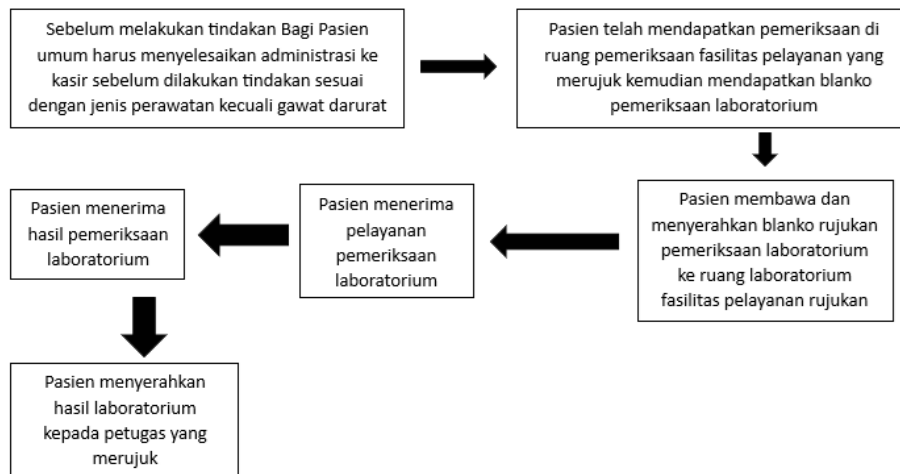 Sebelum melakukan tindakan Bagi Pasien
umum harus menyelesaikan administrasi ke
kasir sebelum dilakukan tindakan sesuai
dengan jenis perawatan kecuali gawat darurat
Pasien telah mendapatkan pemeriksaan di
ruang pemeriksaan fasilitas pelayanan yang
merujuk kemudian mendapatkan blanko
pemeriksaan laboratorium
Pasien membawa dan
menyerahkan blanko rujukan
pemeriksaan laboratorium
ke ruang laboratorium
fasilitas pelayanan rujukan
Pasien menerima
pelayanan
pemeriksaan
laboratorium
Pasien menerima
hasil pemeriksaan
laboratorium
Pasien menyerahkan
hasil laboratorium
kepada petugas yang
merujuk